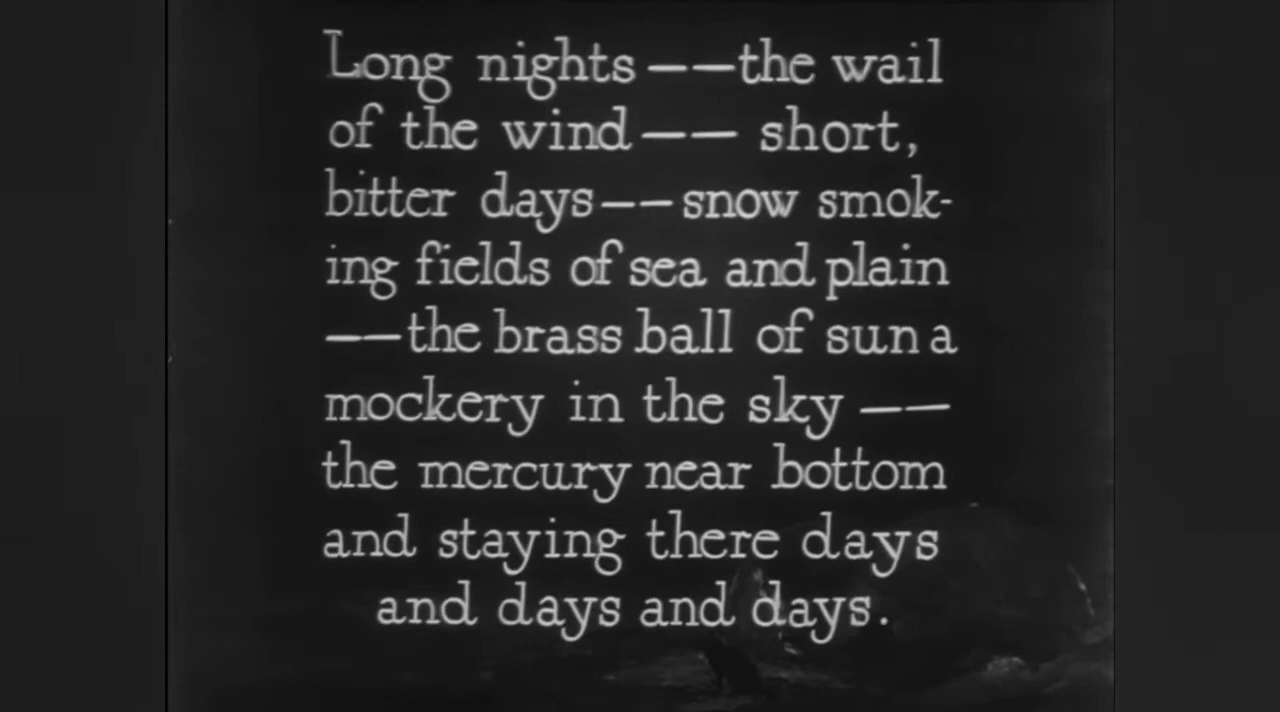 Long nights ——the wail
of the wind—— short,
bitter days——snow smok-
ing fields of sea and plain
——the brass ball of sun a
mockery in the sky ——
the mercury near bottom
and staying there days
and days and days.